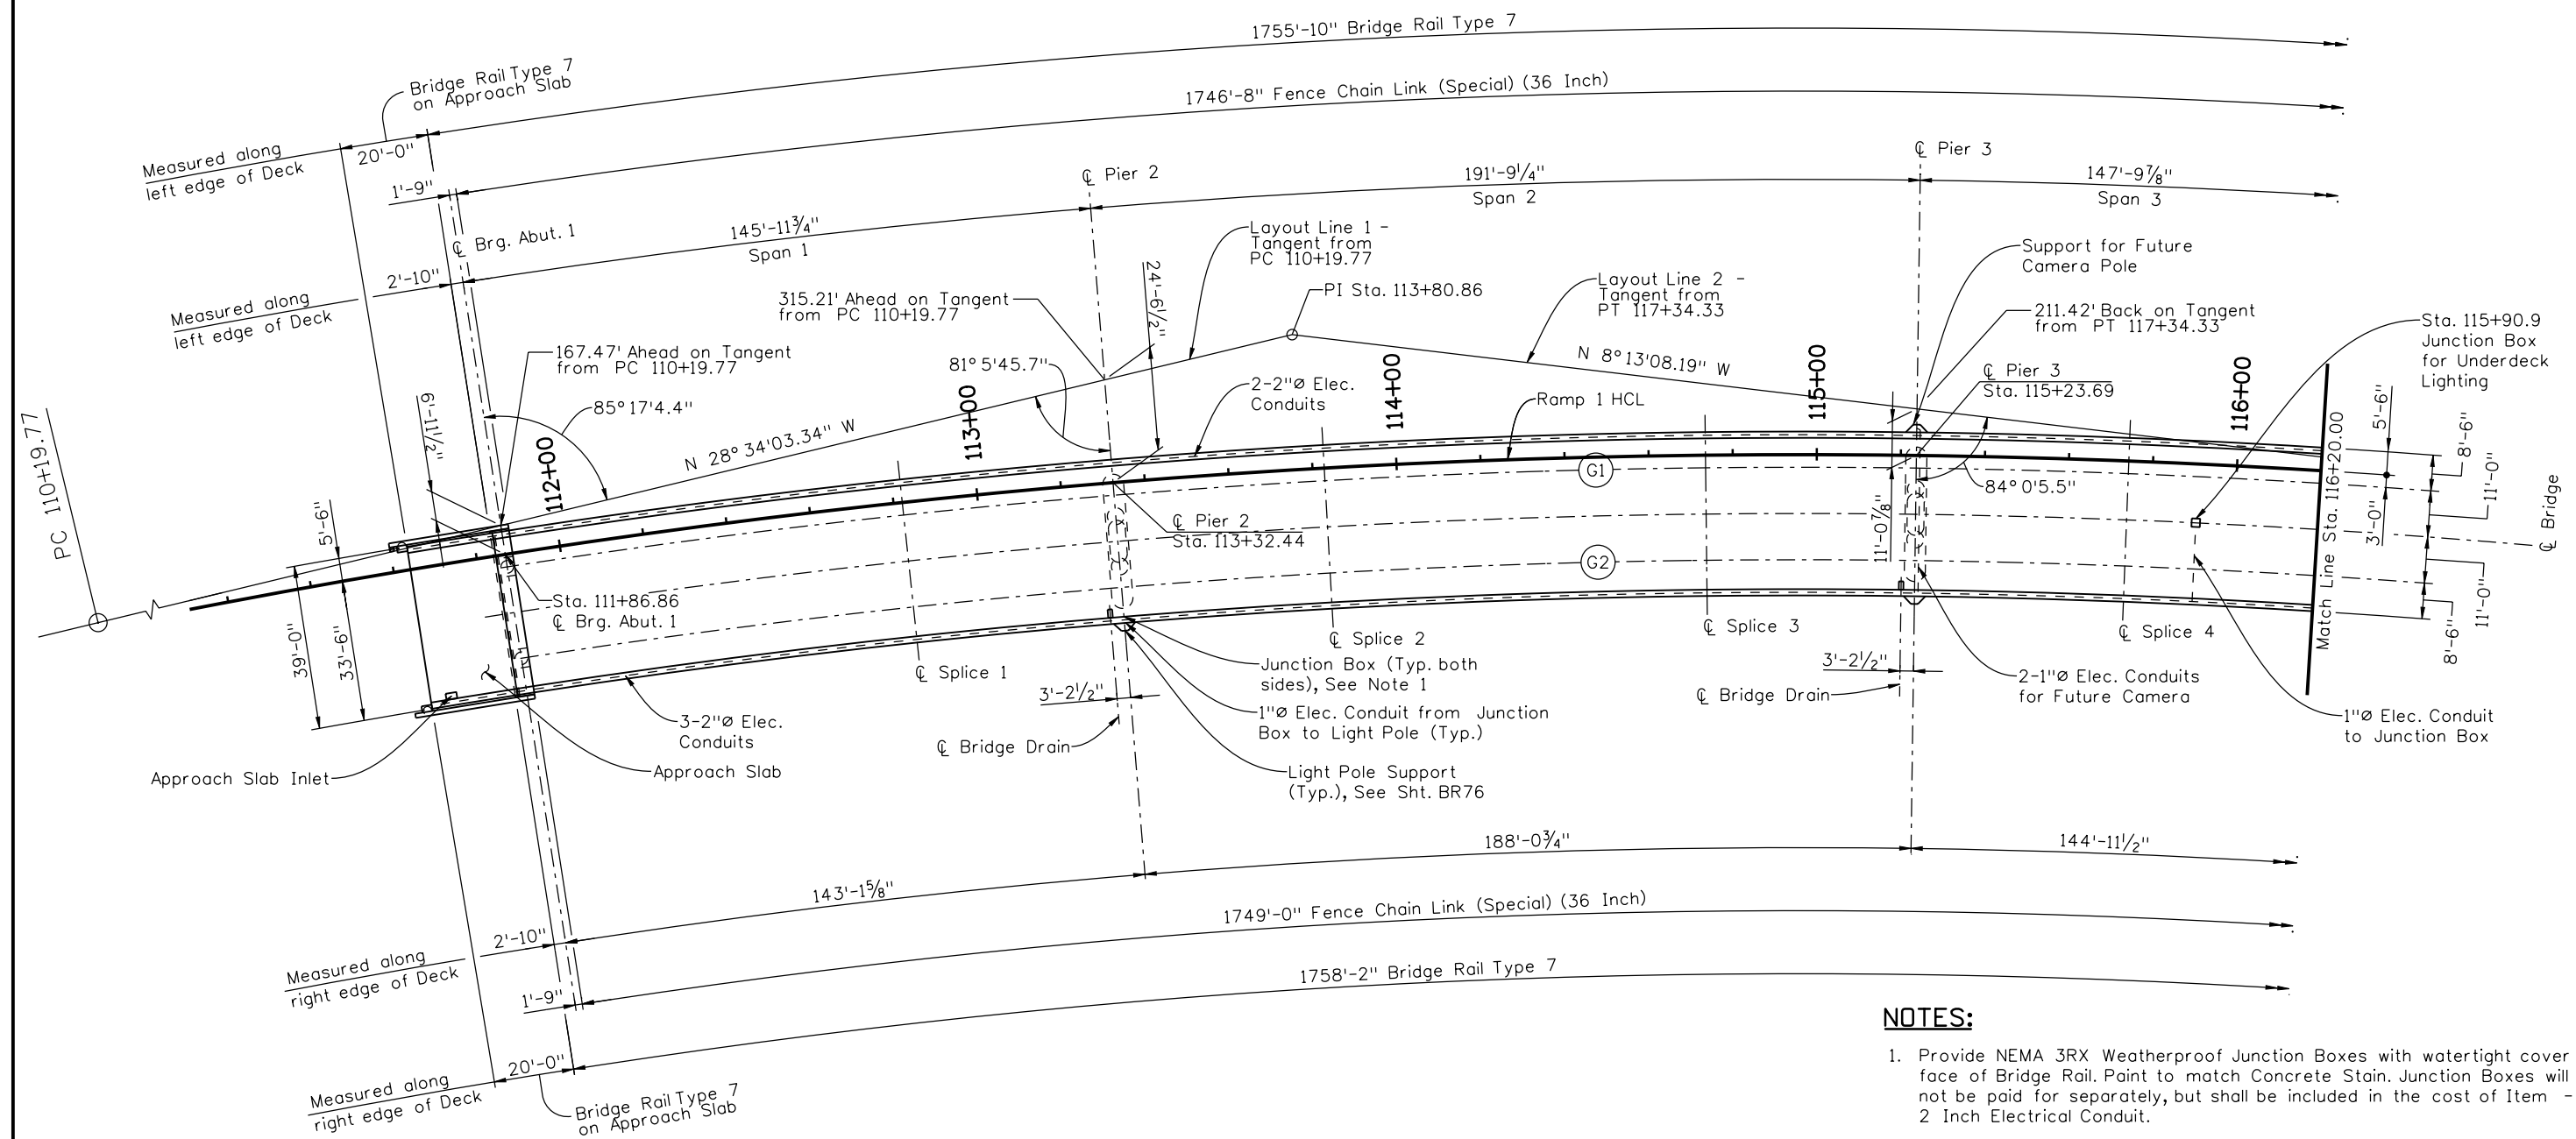 1755'-10" Bridge Rail Type 7
Bridge Rail Type 7
on Approach Slab
1746'-8" Fence Chain Link (Special) (36 Inch)
Measured along
left edge of Deck
20'-0"
1'-9"
℄ Pier 2
191'-9¼"
Span 2
℄ Pier 3
147'-9⅞"
Span 3
℄ Brg. Abut. 1
145'-11¾"
Span 1
2'-10"
Measured along
left edge of Deck
Layout Line 1 -
Tangent from
PC 110+19.77
24'-6½"
315.21' Ahead on Tangent
from PC 110+19.77
PI Sta. 113+80.86
Layout Line 2 -
Tangent from
PT 117+34.33
Support for Future
Camera Pole
211.42' Back on Tangent
from PT 117+34.33
Sta. 115+90.9
Junction Box
for Underdeck
Lighting
167.47' Ahead on Tangent
from PC 110+19.77
85° 17'4.4"
81° 5'45.7"
N 28° 34'03.34" W
N 8° 13'08.19" W
2-2"Ø Elec.
Conduits
Ramp 1 HCL
℄ Pier 3
Sta. 115+23.69
84° 0'5.5"
PC 110+19.77
6'-11½"
112+00
113+00
114+00
115+00
116+00
G1
G2
5'-6"
39'-0"
33'-6"
Sta. 111+86.86
℄ Brg. Abut. 1
℄ Pier 2
Sta. 113+32.44
11'-0⅞"
Match Line Sta. 116+20.00
5'-6"
8'-6"
11'-0"
3'-0"
℄ Bridge
11'-0"
8'-6"
℄ Splice 1
℄ Splice 2
℄ Splice 3
℄ Splice 4
Junction Box (Typ. both
sides), See Note 1
3'-2½"
1"Ø Elec. Conduit from Junction
Box to Light Pole (Typ.)
℄ Bridge Drain
Light Pole Support
(Typ.), See Sht. BR76
3'-2½"
℄ Bridge Drain
2-1"Ø Elec. Conduits
for Future Camera
1"Ø Elec. Conduit
to Junction Box
3-2"Ø Elec.
Conduits
Approach Slab Inlet
Approach Slab
188'-0¾"
144'-11½"
143'-1⅝"
1749'-0" Fence Chain Link (Special) (36 Inch)
2'-10"
Measured along
right edge of Deck
1'-9"
1758'-2" Bridge Rail Type 7
20'-0"
Measured along
right edge of Deck
Bridge Rail Type 7
on Approach Slab
NOTES:
1. Provide NEMA 3RX Weatherproof Junction Boxes with watertight cover
face of Bridge Rail. Paint to match Concrete Stain. Junction Boxes will
not be paid for separately, but shall be included in the cost of Item -
2 Inch Electrical Conduit.